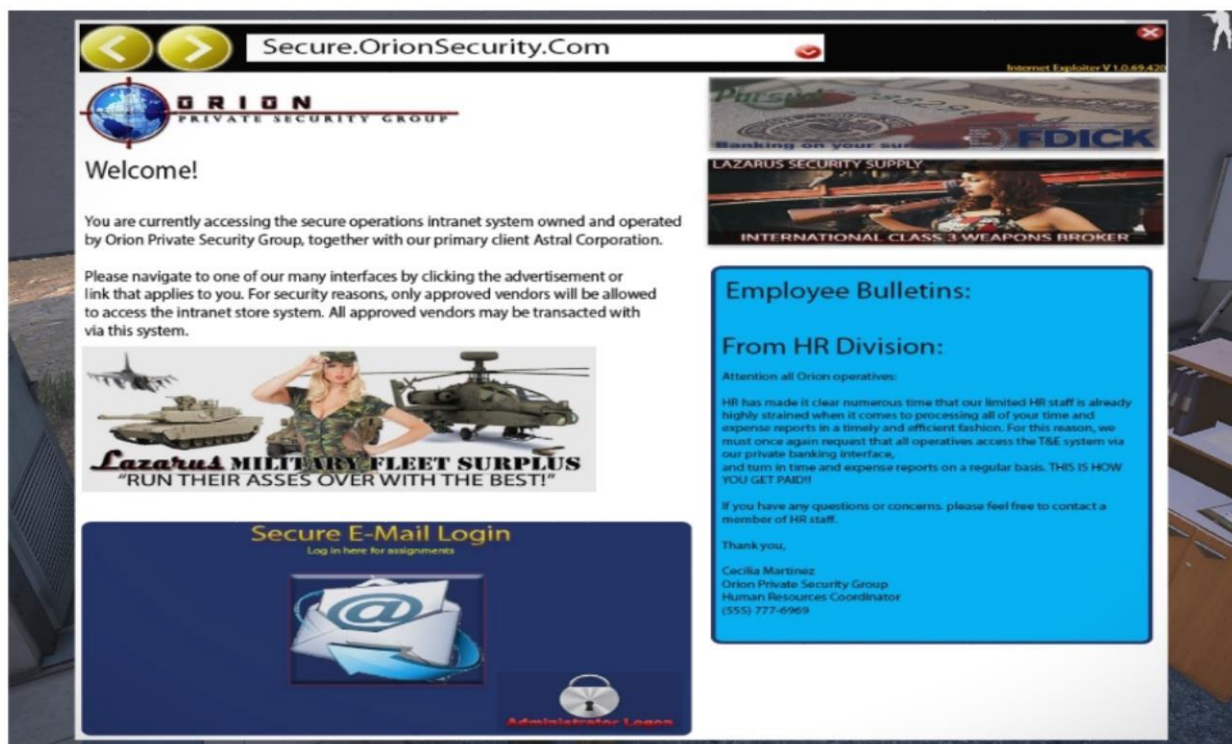 Secure.OrionSecurity.Com
Internet Exploiter V 1.0.69.420
ORION
PRIVATE SECURITY GROUP
Welcome!
You are currently accessing the secure operations intranet system owned and operated
by Orion Private Security Group, together with our primary client Astral Corporation.
Please navigate to one of our many interfaces by clicking the advertisement or
link that applies to you. For security reasons, only approved vendors will be allowed
to access the intranet store system. All approved vendors may be transacted with
via this system.
Lazarus MILITARY FLEET SURPLUS
"RUN THEIR ASSES OVER WITH THE BEST!"
Secure E-Mail Login
Log in here for assignments
Administrator Logon
Banking on your
FDICK
LAZARUS SECURITY SUPPLY
INTERNATIONAL CLASS 3 WEAPONS BROKER
Employee Bulletins:
From HR Division:
Attention all Orion operatives:
HR has made it clear numerous time that our limited HR staff is already
highly strained when it comes to processing all of your time and
expense reports in a timely and efficient fashion. For this reason, we
must once again request that all operatives access the T&E system via
our private banking interface,
and turn in time and expense reports on a regular basis. THIS IS HOW
YOU GET PAID!!
If you have any questions or concerns. please feel free to contact a
member of HR staff.
Thank you,
Cecilia Martinez
Orion Private Security Group
Human Resources Coordinator
(555) 777-6969